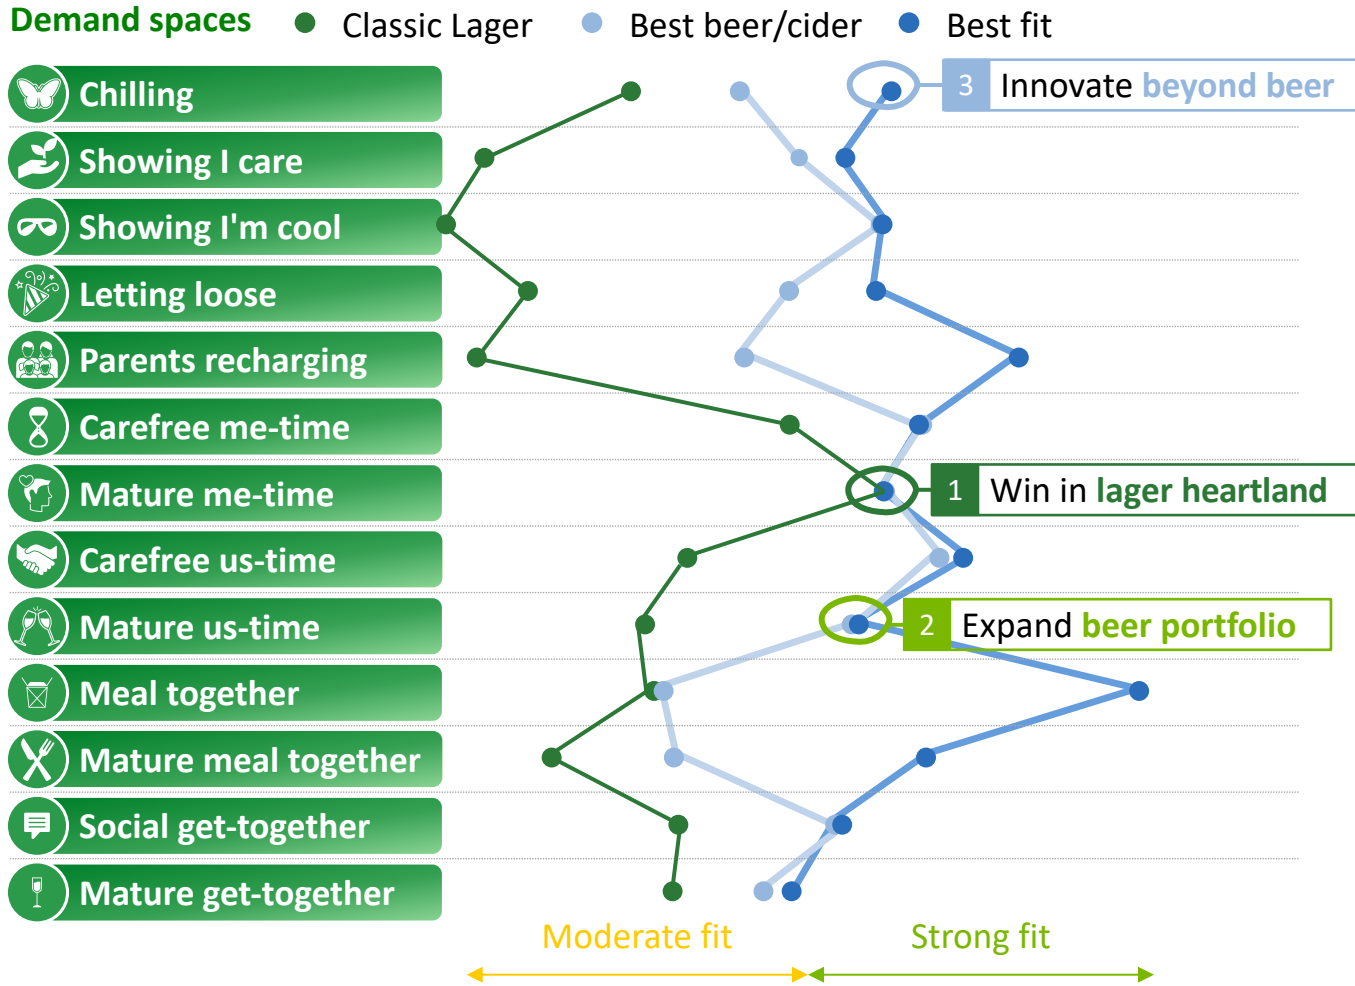 Demand spaces
Classic Lager
Best beer/cider
Best fit
Chilling
3 Innovate beyond beer
Showing I care
Showing I'm cool
Letting loose
Parents recharging
Carefree me-time
Mature me-time
1 Win in lager heartland
Carefree us-time
Mature us-time
2 Expand beer portfolio
Meal together
Mature meal together
Social get-together
Mature get-together
Moderate fit
Strong fit